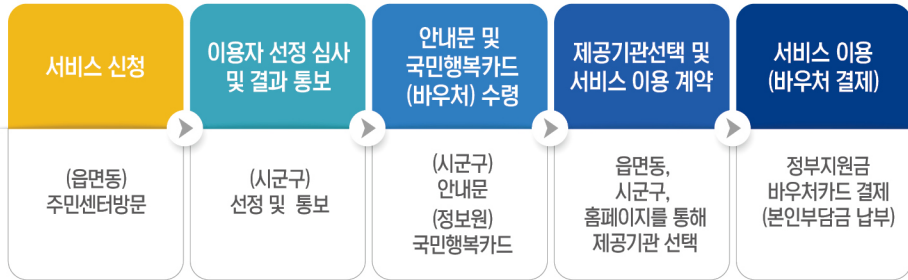 서비스 신청
(읍면동)
주민센터방문
이용자 선정 심사
및 결과 통보
(시군구)
선정 및 통보
안내문 및
국민행복카드
(바우처) 수령
(시군구)
안내문
(정보원)
국민행복카드
제공기관선택 및
서비스 이용 계약
읍면동,
시군구,
홈페이지를 통해
제공기관 선택
서비스 이용
(바우처 결제)
정부지원금
바우처카드 결제
(본인부담금 납부)